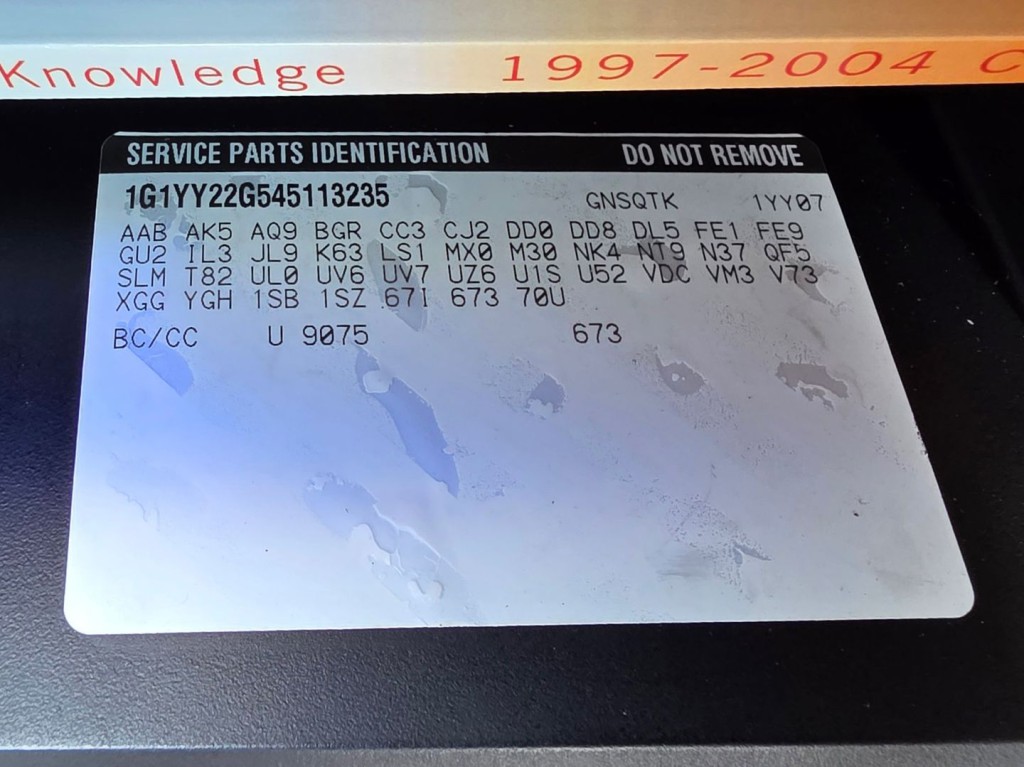 Knowledge 1997-2004 C
SERVICE PARTS IDENTIFICATION DO NOT REMOVE
1G1YY22G545113235 GNSQTK 1YY07
AAB AK5 AQ9 BGR CC3 CJ2 DD0 DD8 DL5 FE1 FE9
GU2 IL3 JL9 K63 LS1 MX0 M30 NK4 NT9 N37 QF5
SLM T82 UL0 UV6 UV7 UZ6 U1S U52 VDC VM3 V73
XGG YGH 1SB 1SZ 67I 673 70U
BC/CC U 9075 673